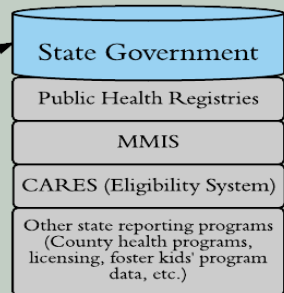 State Government
Public Health Registries
MMIS
CARES (Eligibility System)
Other state reporting programs
(County health programs,
licensing, foster kids' program
data, etc.)